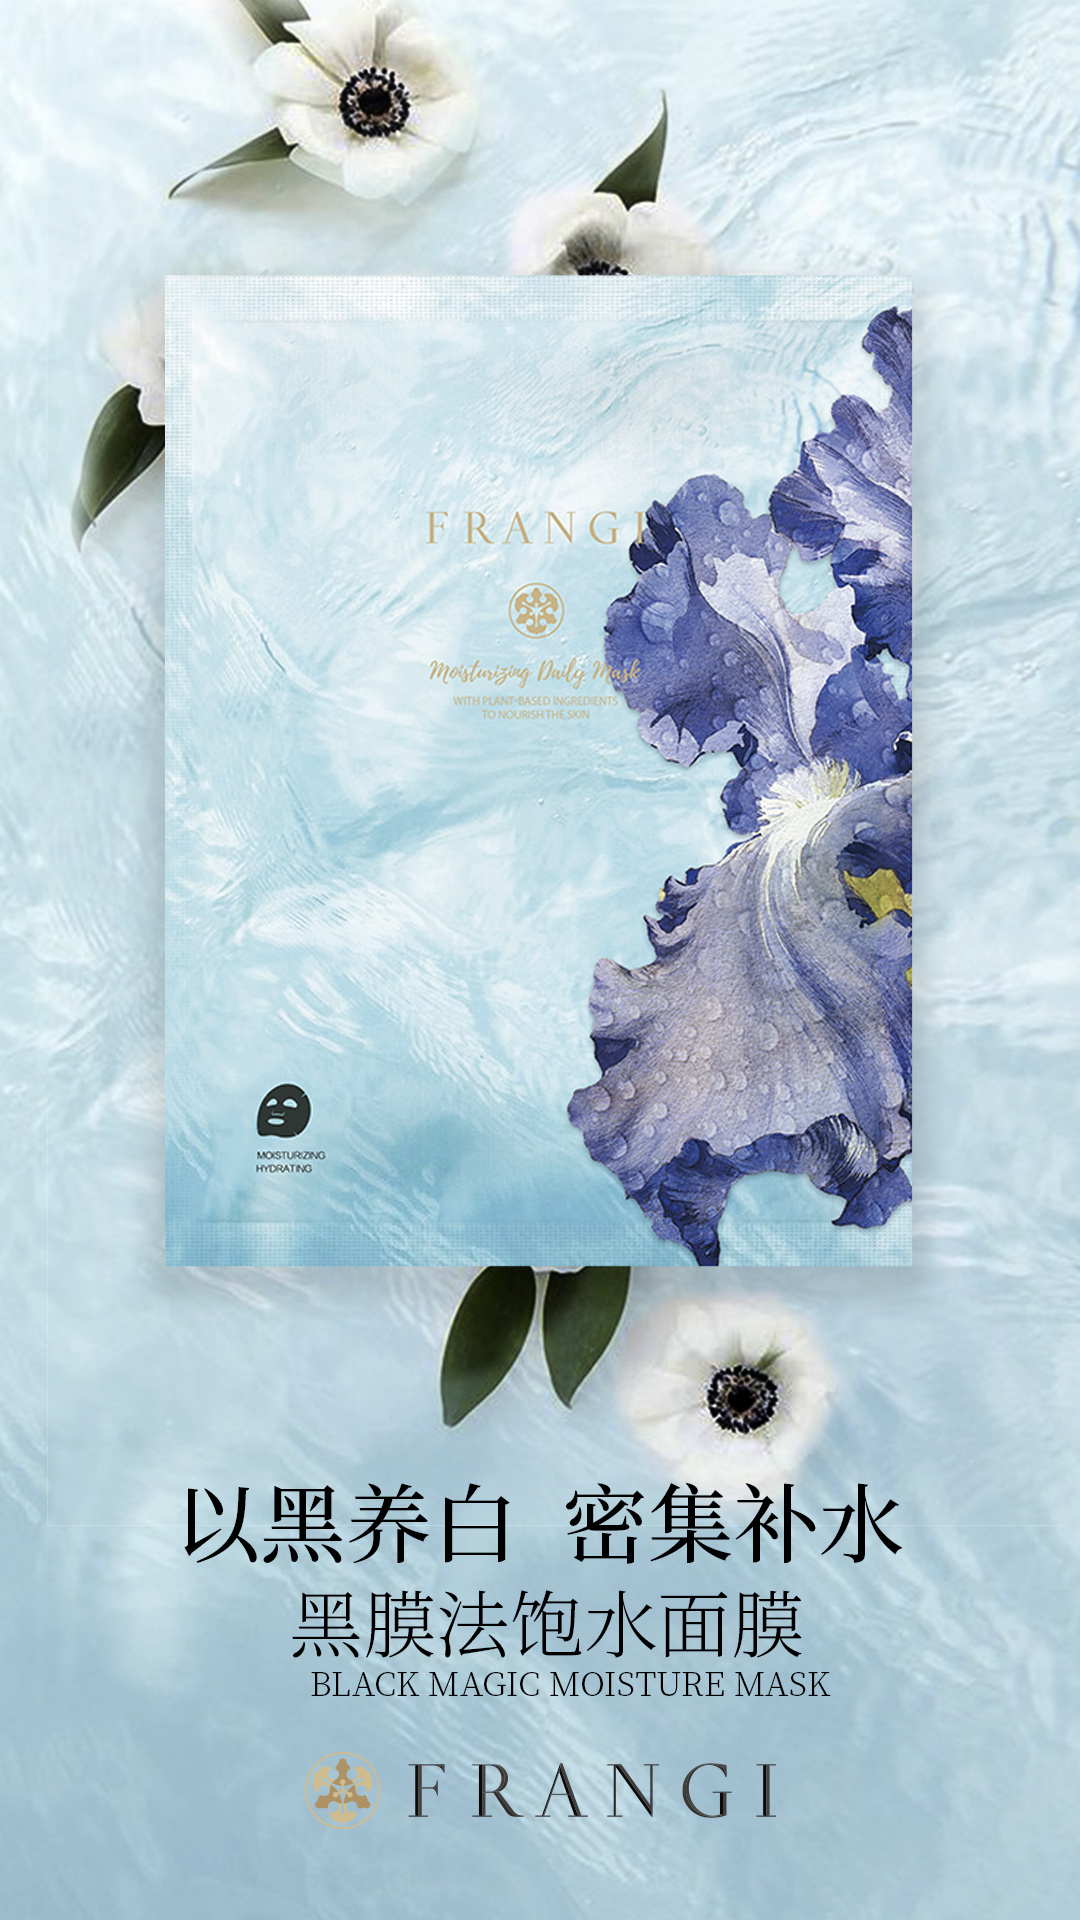 FRANGI
Moisturizing Daily Mask
WITH PLANT-BASED INGREDIENTS
TO NOURISH THE SKIN
MOISTURIZING
HYDRATING
以黑养白 密集补水
黑膜法饱水面膜
BLACK MAGIC MOISTURE MASK
FRANGI